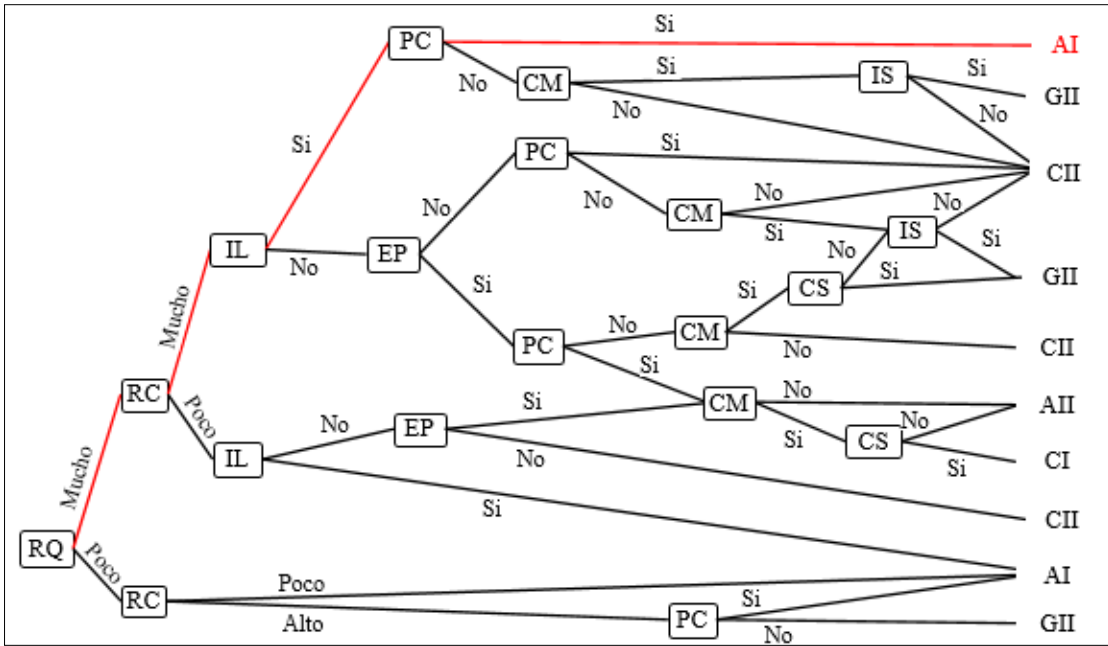 Si
PC
AI
No
CM
Si
IS
Si
GII
No
No
Si
PC
Si
CII
No
No
No
CM
No
Si
IS
No
Si
IL
No
EP
Si
Si
CS
No
Si
GII
Mucho
PC
No
CM
No
CII
Si
RC
Poco
Si
CM
No
AII
No
EP
Si
CS
No
IL
No
Si
CI
Mucho
Si
CII
RQ
Poco
Poco
AI
RC
Si
Alto
PC
No
GII